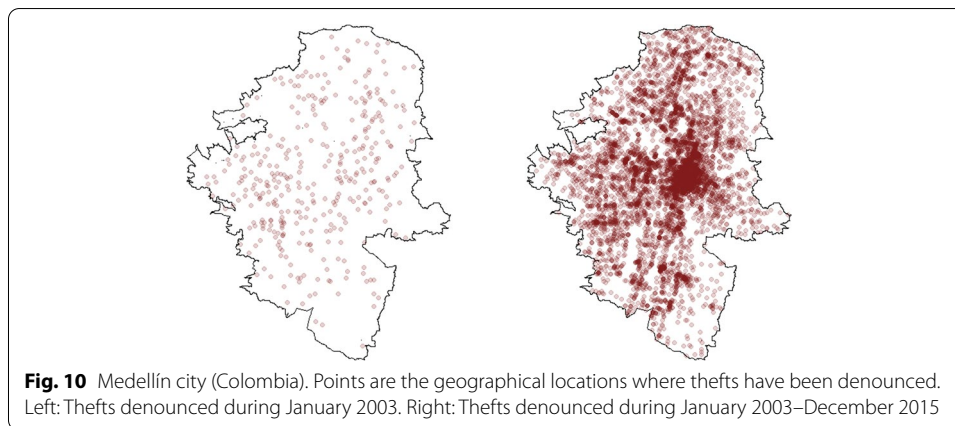 Fig. 10 Medellín city (Colombia). Points are the geographical locations where thefts have been denounced.
Left: Thefts denounced during January 2003. Right: Thefts denounced during January 2003–December 2015